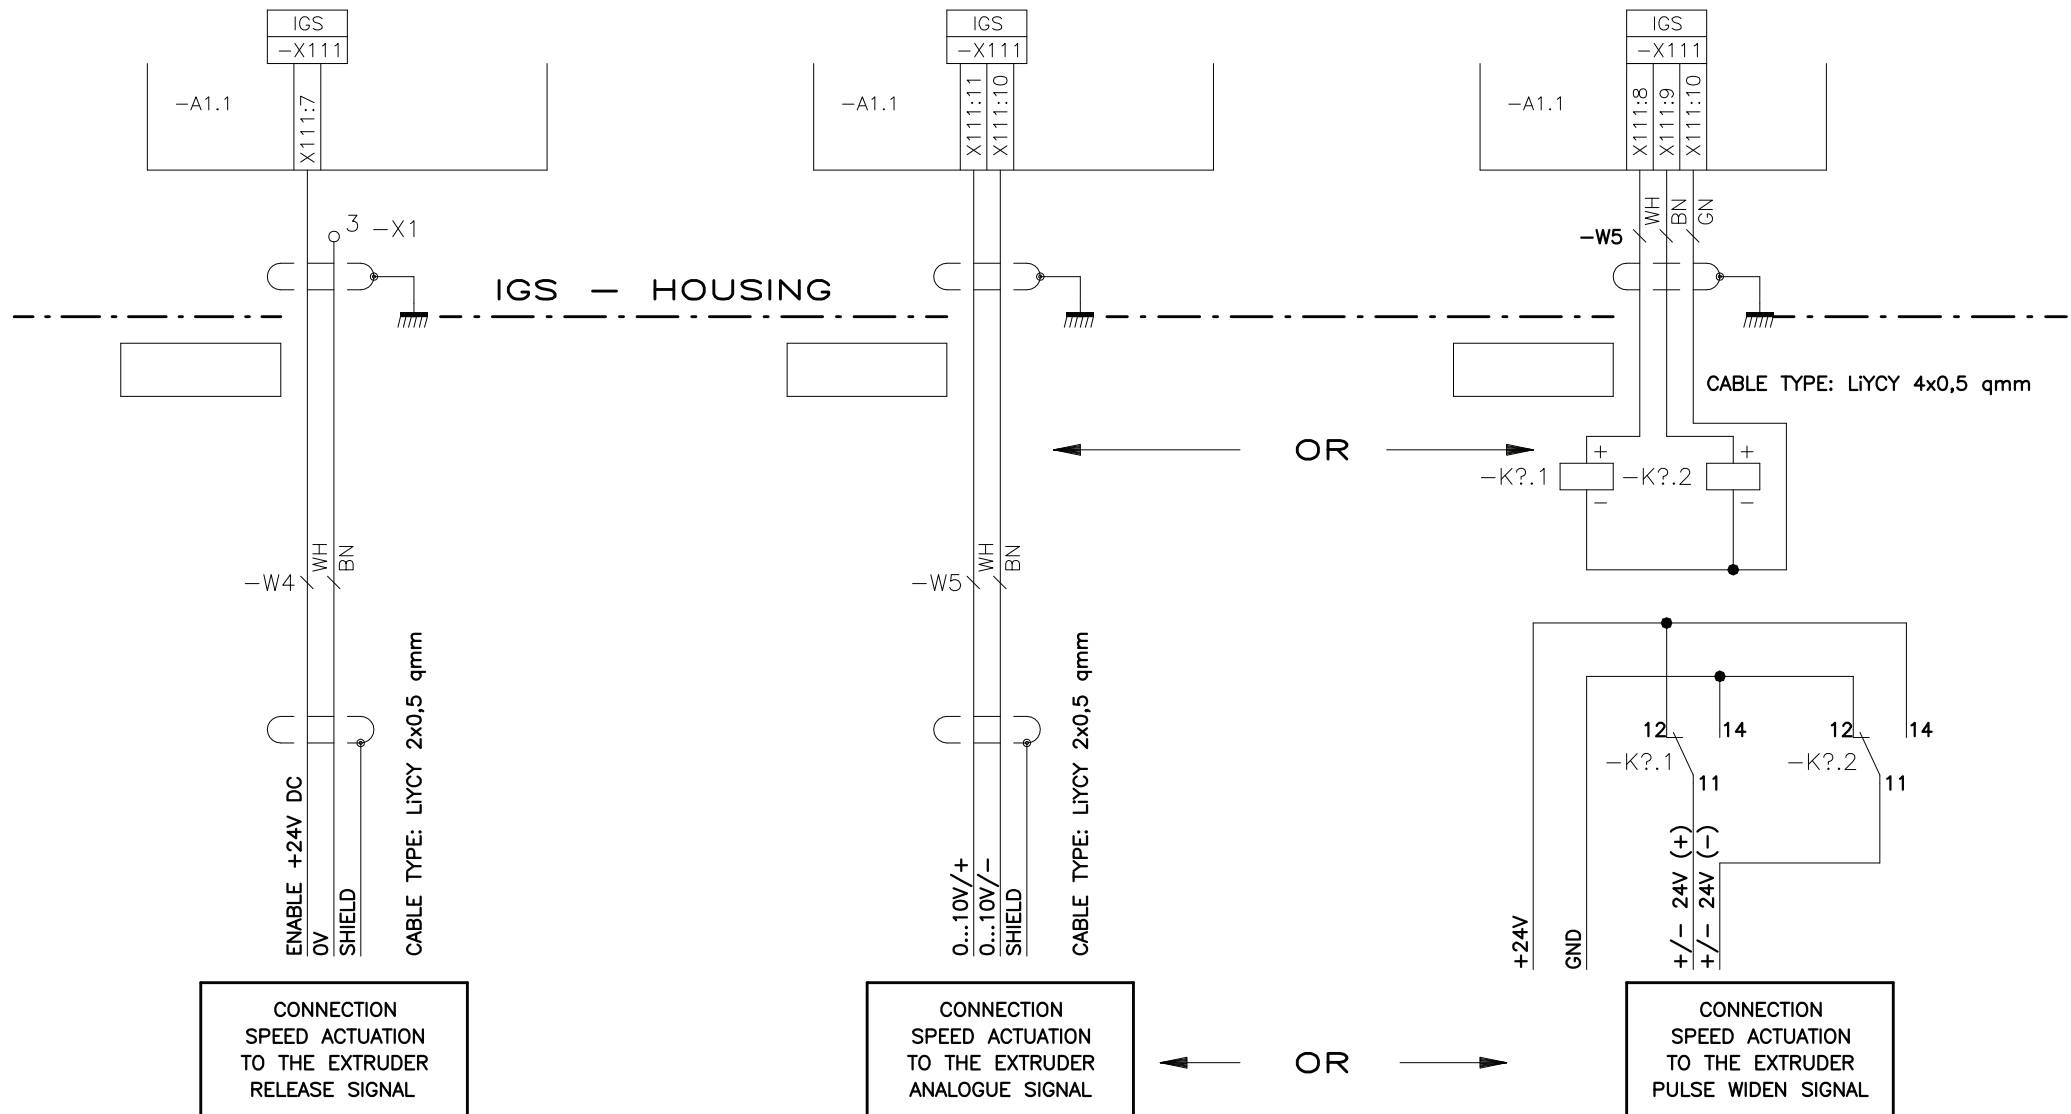 IGS
-X111
-A1.1
X111:7
3 -X1
IGS
-X111
-A1.1
X111:11
X111:10
IGS
-X111
-A1.1
X111:8
X111:9
X111:10
WH
BN
GN
-W5
IGS - HOUSING
CABLE TYPE: LiYCY 4x0,5 qmm
OR
+
-K?.1
-
+
-K?.2
-
-W4
WH
BN
-W5
WH
BN
ENABLE +24V DC
0V
SHIELD
CABLE TYPE: LiYCY 2x0,5 qmm
0...10V/+
0...10V/-
SHIELD
CABLE TYPE: LiYCY 2x0,5 qmm
12
14
-K?.1
11
12
14
-K?.2
11
+24V
GND
+/- 24V (+)
+/- 24V (-)
CONNECTION
SPEED ACTUATION
TO THE EXTRUDER
RELEASE SIGNAL
CONNECTION
SPEED ACTUATION
TO THE EXTRUDER
ANALOGUE SIGNAL
OR
CONNECTION
SPEED ACTUATION
TO THE EXTRUDER
PULSE WIDEN SIGNAL